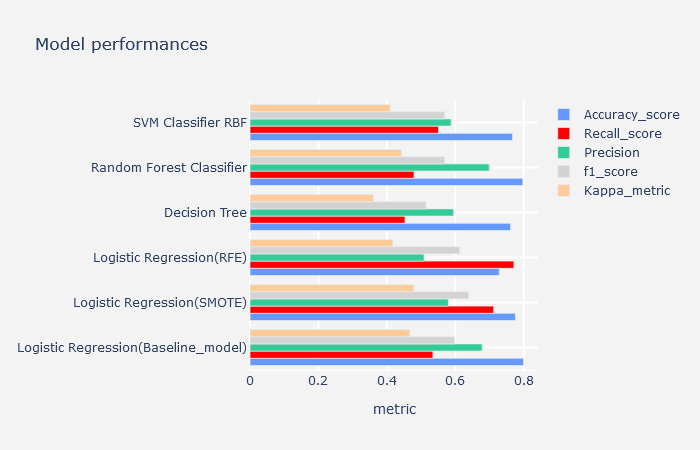 Model performances
SVM Classifier RBF
Random Forest Classifier
Decision Tree
Logistic Regression(RFE)
Logistic Regression(SMOTE)
Logistic Regression(Baseline_model)
0 0.2 0.4 0.6 0.8
metric
Accuracy_score
Recall_score
Precision
f1_score
Kappa_metric